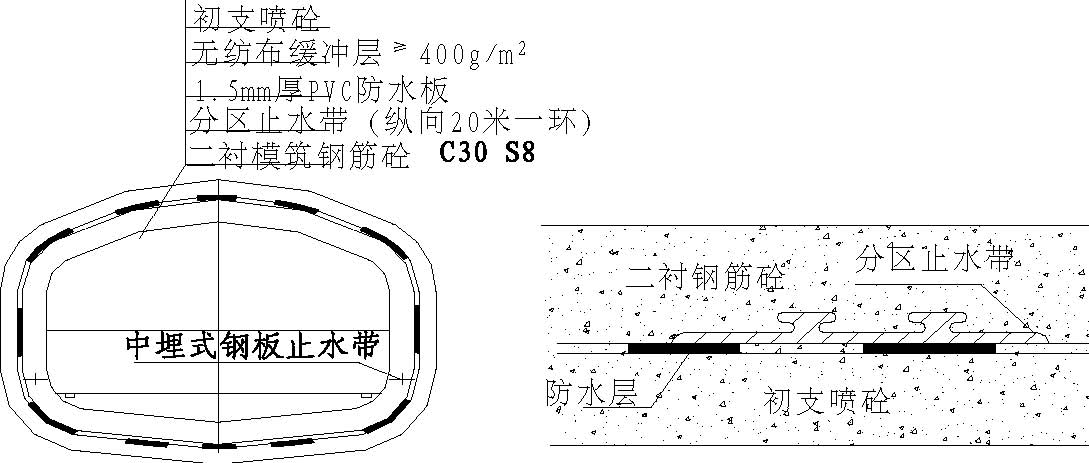 初支喷砼
无纺布缓冲层≥400g/m²
1.5mm厚PVC防水板
分区止水带(纵向20米一环)
二衬模筑钢筋砼 C30 S8
中埋式钢板止水带
二衬钢筋砼
分区止水带
防水层
初支喷砼